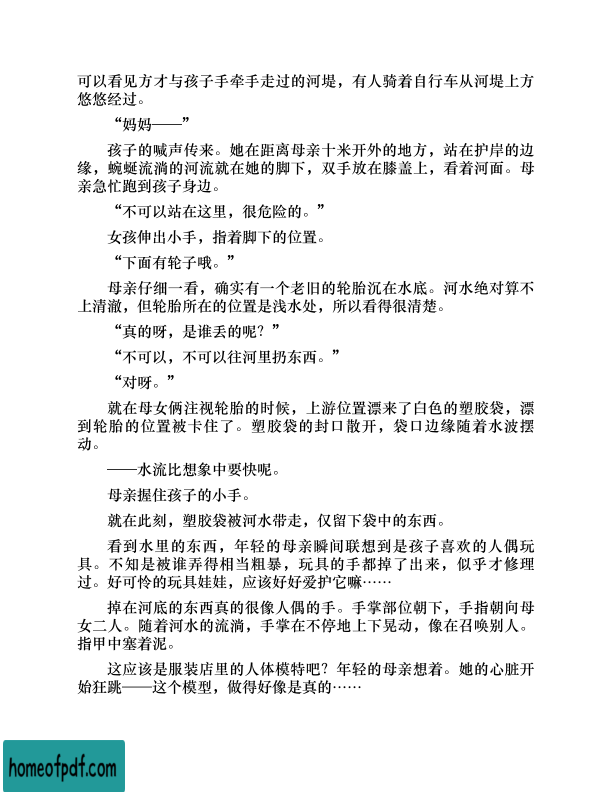 可以看见方才与孩子手牵手走过的河堤，有人骑着自行车从河堤上方
悠悠经过。
“妈妈——”
孩子的喊声传来。她在距离母亲十米开外的地方，站在护岸的边
缘，蜿蜒流淌的河流就在她的脚下，双手放在膝盖上，看着河面。母
亲急忙跑到孩子身边。
“不可以站在这里，很危险的。”
女孩伸出小手，指着脚下的位置。
“下面有轮子哦。”
母亲仔细一看，确实有一个老旧的轮胎沉在水底。河水绝对算不
上清澈，但轮胎所在的位置是浅水处，所以看得很清楚。
“真的呀，是谁丢的呢？”
“不可以，不可以往河里扔东西。”
“对呀。”
就在母女俩注视轮胎的时候，上游位置漂来了白色的塑胶袋，漂
到轮胎的位置被卡住了。塑胶袋的封口散开，袋口边缘随着水波摆
动。
——水流比想象中要快呢。
母亲握住孩子的小手。
就在此刻，塑胶袋被河水带走，仅留下袋中的东西。
看到水里的东西，年轻的母亲瞬间联想到是孩子喜欢的人偶玩
具。不知是被谁弄得相当粗暴，玩具的手都掉了出来，似乎才修理
过。好可怜的玩具娃娃，应该好好爱护它嘛……
掉在河底的东西真的很像人偶的手。手掌部位朝下，手指朝向母
女二人。随着河水的流淌，手掌在不停地上下晃动，像在召唤别人。
指甲中塞着泥。
这应该是服装店里的人体模特吧？年轻的母亲想着。她的心脏开
始狂跳——这个模型，做得好像是真的……
homeofpdf.com